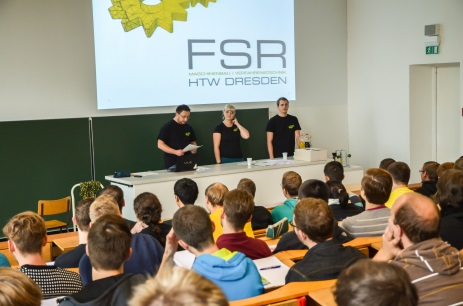 FSR
MASCHINENBAU / VERFAHRENSTECHNIK
HTW DRESDEN